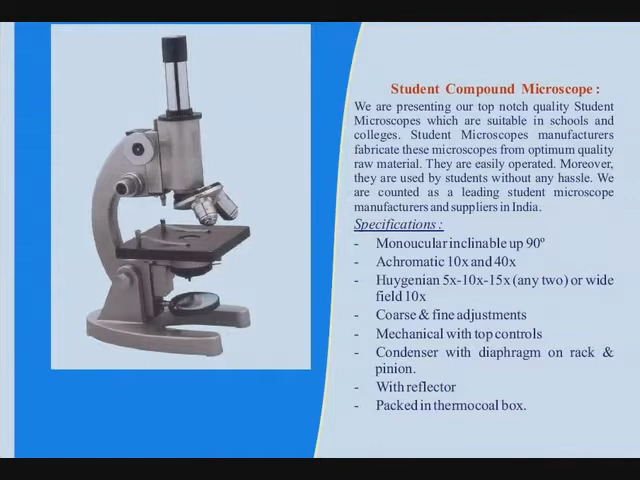 Student Compound Microscope :
We are presenting our top notch quality Student
Microscopes which are suitable in schools and
colleges. Student Microscopes manufacturers
fabricate these microscopes from optimum quality
raw material. They are easily operated. Moreover,
they are used by students without any hassle. We
are counted as a leading student microscope
manufacturers and suppliers in India.
Specifications :
- Monoucular inclinable up 90º
- Achromatic 10x and 40x
- Huygenian 5x-10x-15x (any two) or wide
field 10x
- Coarse & fine adjustments
- Mechanical with top controls
- Condenser with diaphragm on rack &
pinion.
- With reflector
- Packed in thermocoal box.